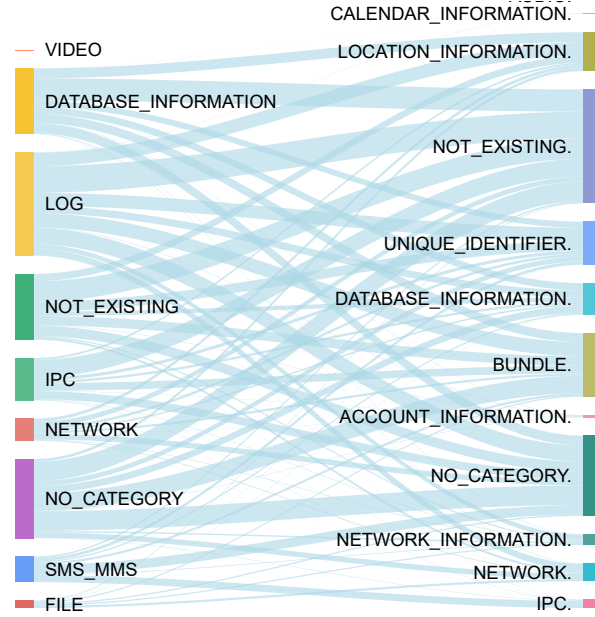 CALENDAR_INFORMATION.
VIDEO
LOCATION_INFORMATION.
DATABASE_INFORMATION
NOT_EXISTING.
LOG
UNIQUE_IDENTIFIER.
DATABASE_INFORMATION.
NOT_EXISTING
BUNDLE.
IPC
ACCOUNT_INFORMATION.
NETWORK
NO_CATEGORY.
NO_CATEGORY
NETWORK_INFORMATION.
SMS_MMS
NETWORK.
FILE
IPC.